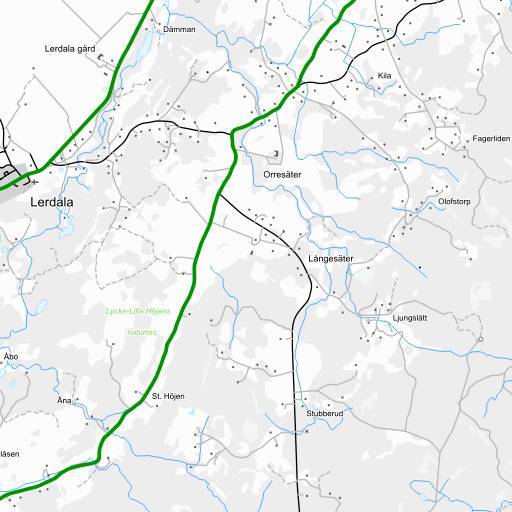 Dämman
Lerdala gård
Kila
Fagerliden
Orresäter
Lerdala
Olofstorp
Långesäter
Lycke-Lilla Höjens
naturres.
Ljungslätt
Åbo
Åna
St. Höjen
Stubberud
låsen